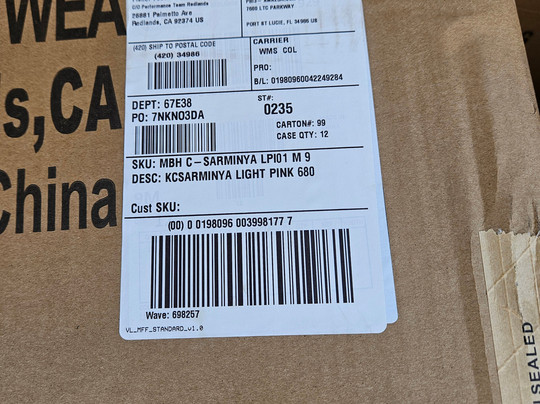 WEA
s,CA
China
C/O Performance Team Redlands
26681 Palmetto Ave
Redlands, CA 92374 US
7000 LTC PARKWAY
PORT ST LUCIE, FL 34986 US
(420) SHIP TO POSTAL CODE
(420) 34986
CARRIER
WMS COL
PRO:
B/L: 01980960042249284
DEPT: 67E38
PO: 7NKNO3DA
ST#:
0235
CARTON#: 99
CASE QTY: 12
SKU: MBH C-SARMINYA LPI01 M 9
DESC: KCSARMINYA LIGHT PINK 680
Cust SKU:
(00) 0 0198096 003998177 7
Wave: 698257
VL_MFF_STANDARD_v1.0
SEALED